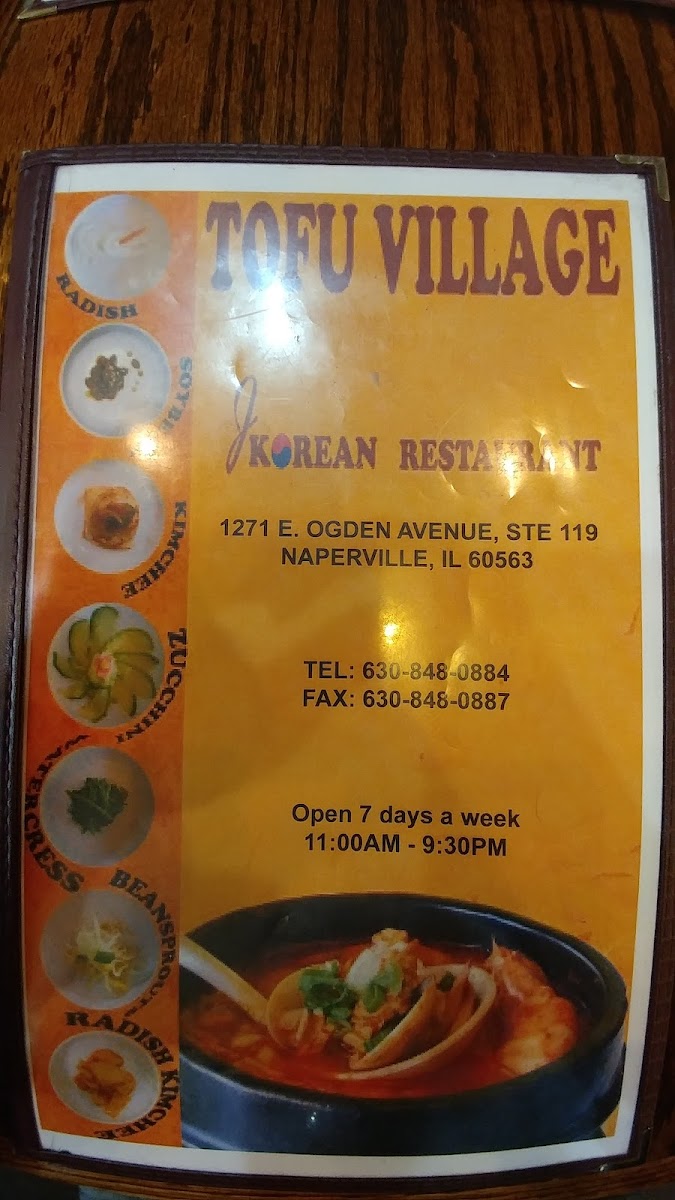 TOFU VILLAGE
KOREAN RESTAURANT
1271 E. OGDEN AVENUE, STE 119
NAPERVILLE, IL 60563
TEL: 630-848-0884
FAX: 630-848-0887
Open 7 days a week
11:00AM - 9:30PM
RADISH
KIMCHEE
ZUCCHINI
WATERCRESS
BEANSPROUTS
RADISH KIMCHEE